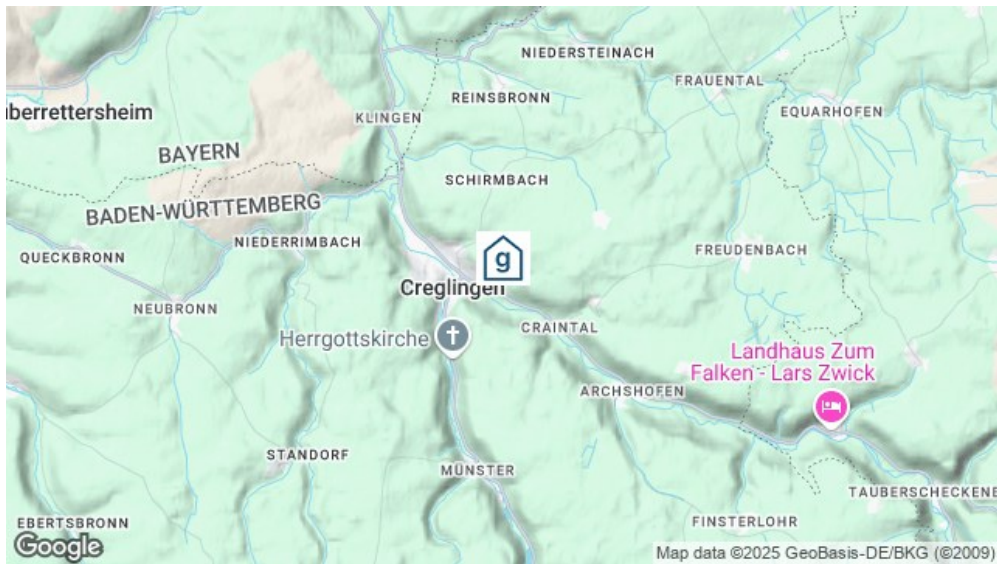 NIEDERSTEINACH
FRAUENTAL
REINSBRONN
EQUARHOFEN
berrettersheim
KLINGEN
BAYERN
SCHIRMBACH
BADEN-WÜRTTEMBERG
NIEDERRIMBACH
QUECKBRONN
FREUDENBACH
g
Creglingen
NEUBRONN
CRAINTAL
Herrgottskirche
Landhaus Zum
Falken - Lars Zwick
ARCHSHOFEN
STANDORF
MÜNSTER
TAUBERSCHECKENB
EBERTSBRONN
FINSTERLOHR
Google
Map data ©2025 GeoBasis-DE/BKG (©2009)